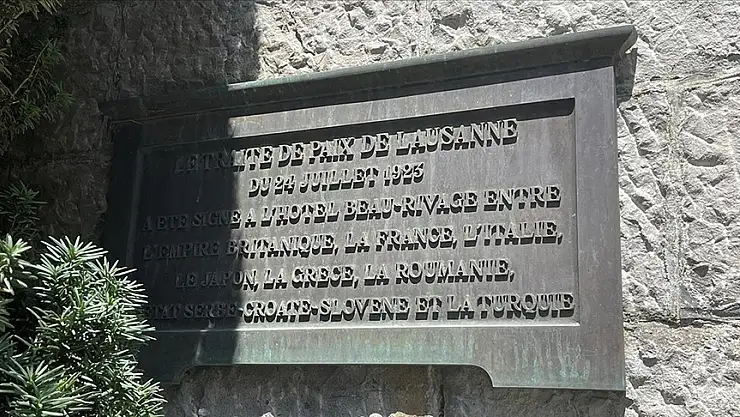 LE TRAITE DE PAIX DE LAUSANNE
DU 24 JUILLET 1923
A ETE SIGNE A L'HOTEL BEAU-RIVAGE ENTRE
L'EMPIRE BRITANIQUE, LA FRANCE, L'ITALIE,
LE JAPON, LA GRECE, LA ROUMANIE,
L'ETAT SERBE-CROATE-SLOVENE ET LA TURQUIE